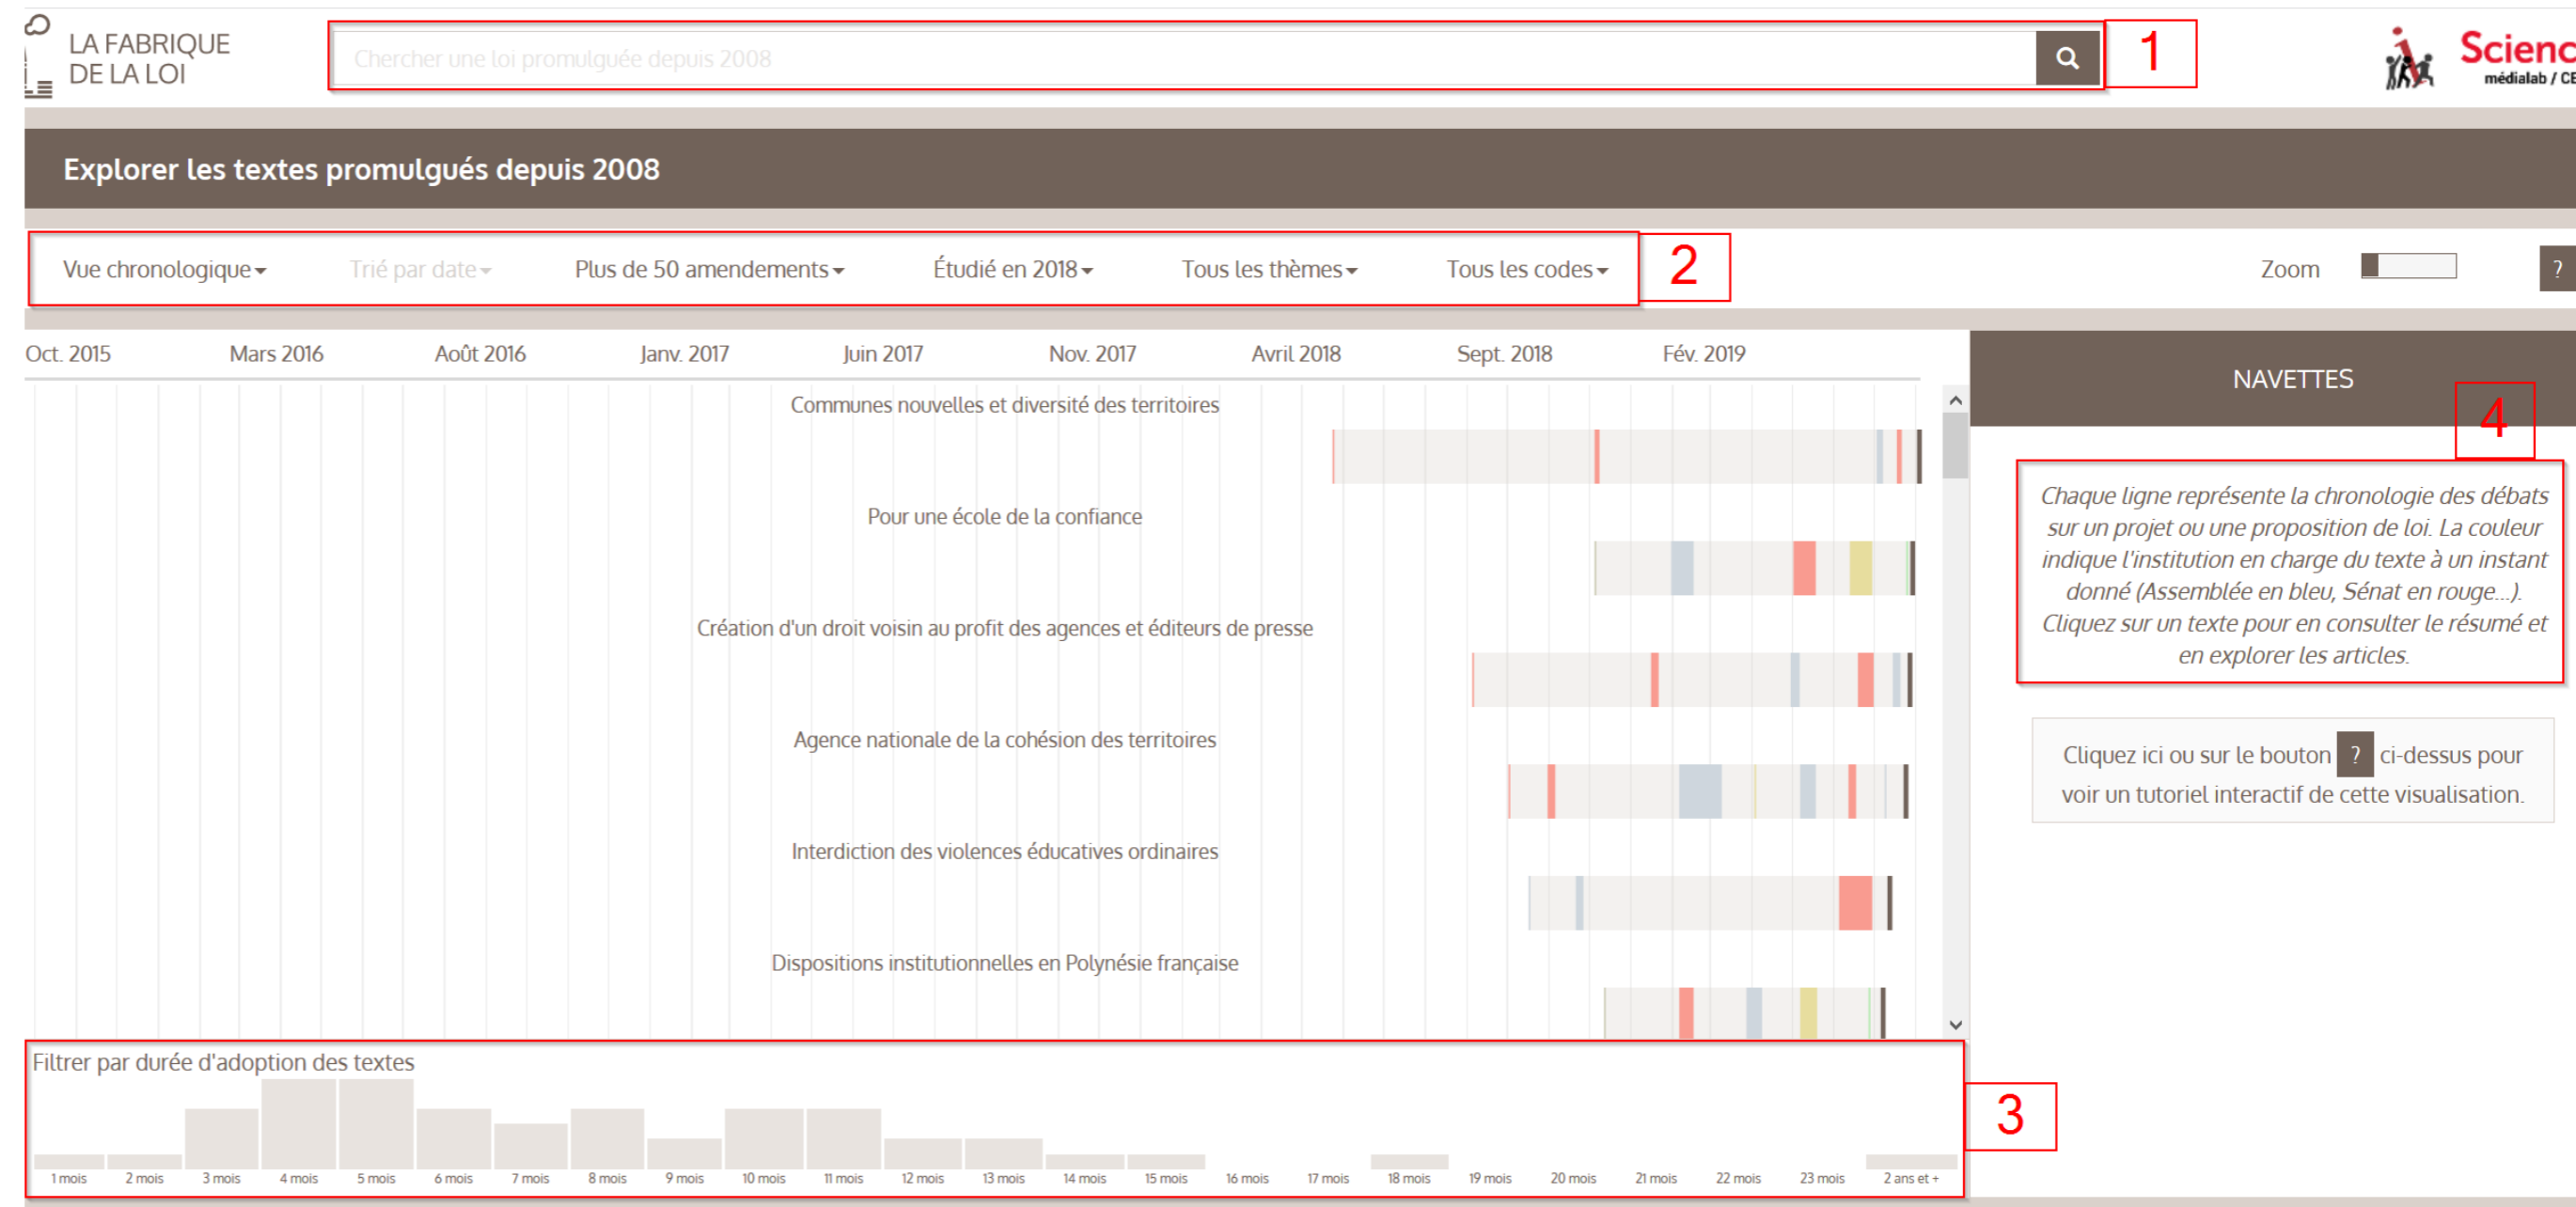 LA FABRIQUE
DE LA LOI
Chercher une loi promulguée depuis 2008
1
médialab /
Explorer les textes promulgués depuis 2008
Vue chronologique
Trié par date
Plus de 50 amendements
Étudié en 2018
Tous les thèmes
Tous les codes
2
Zoom
?
Oct. 2015
Mars 2016
Août 2016
Janv. 2017
Juin 2017
Nov. 2017
Avril 2018
Sept. 2018
Fév. 2019
NAVETTES
4
Communes nouvelles et diversité des territoires
Pour une école de la confiance
Création d'un droit voisin au profit des agences et éditeurs de presse
Agence nationale de la cohésion des territoires
Interdiction des violences éducatives ordinaires
Dispositions institutionnelles en Polynésie française
Chaque ligne représente la chronologie des débats
sur un projet ou une proposition de loi. La couleur
indique l'institution en charge du texte à un instant
donné (Assemblée en bleu, Sénat en rouge...).
Cliquez sur un texte pour en consulter le résumé et
en explorer les articles.
Cliquez ici ou sur le bouton ? ci-dessus pour
voir un tutoriel interactif de cette visualisation.
Filtrer par durée d'adoption des textes
1 mois
2 mois
3 mois
4 mois
5 mois
6 mois
7 mois
8 mois
9 mois
10 mois
11 mois
12 mois
13 mois
14 mois
15 mois
16 mois
17 mois
18 mois
19 mois
20 mois
21 mois
22 mois
23 mois
2 ans et +
3